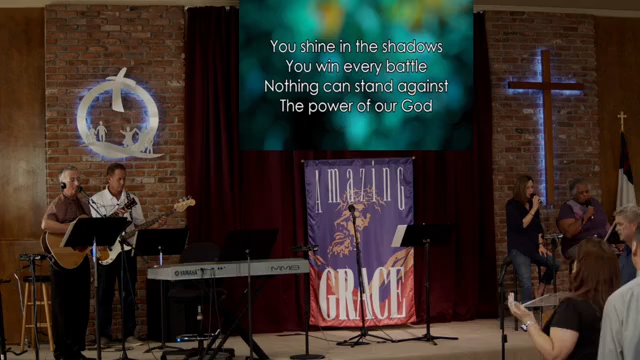 You shine in the shadows
You win every battle
Nothing can stand against
The power of our God
Amazing
GRACE
YAMAHA
MM8